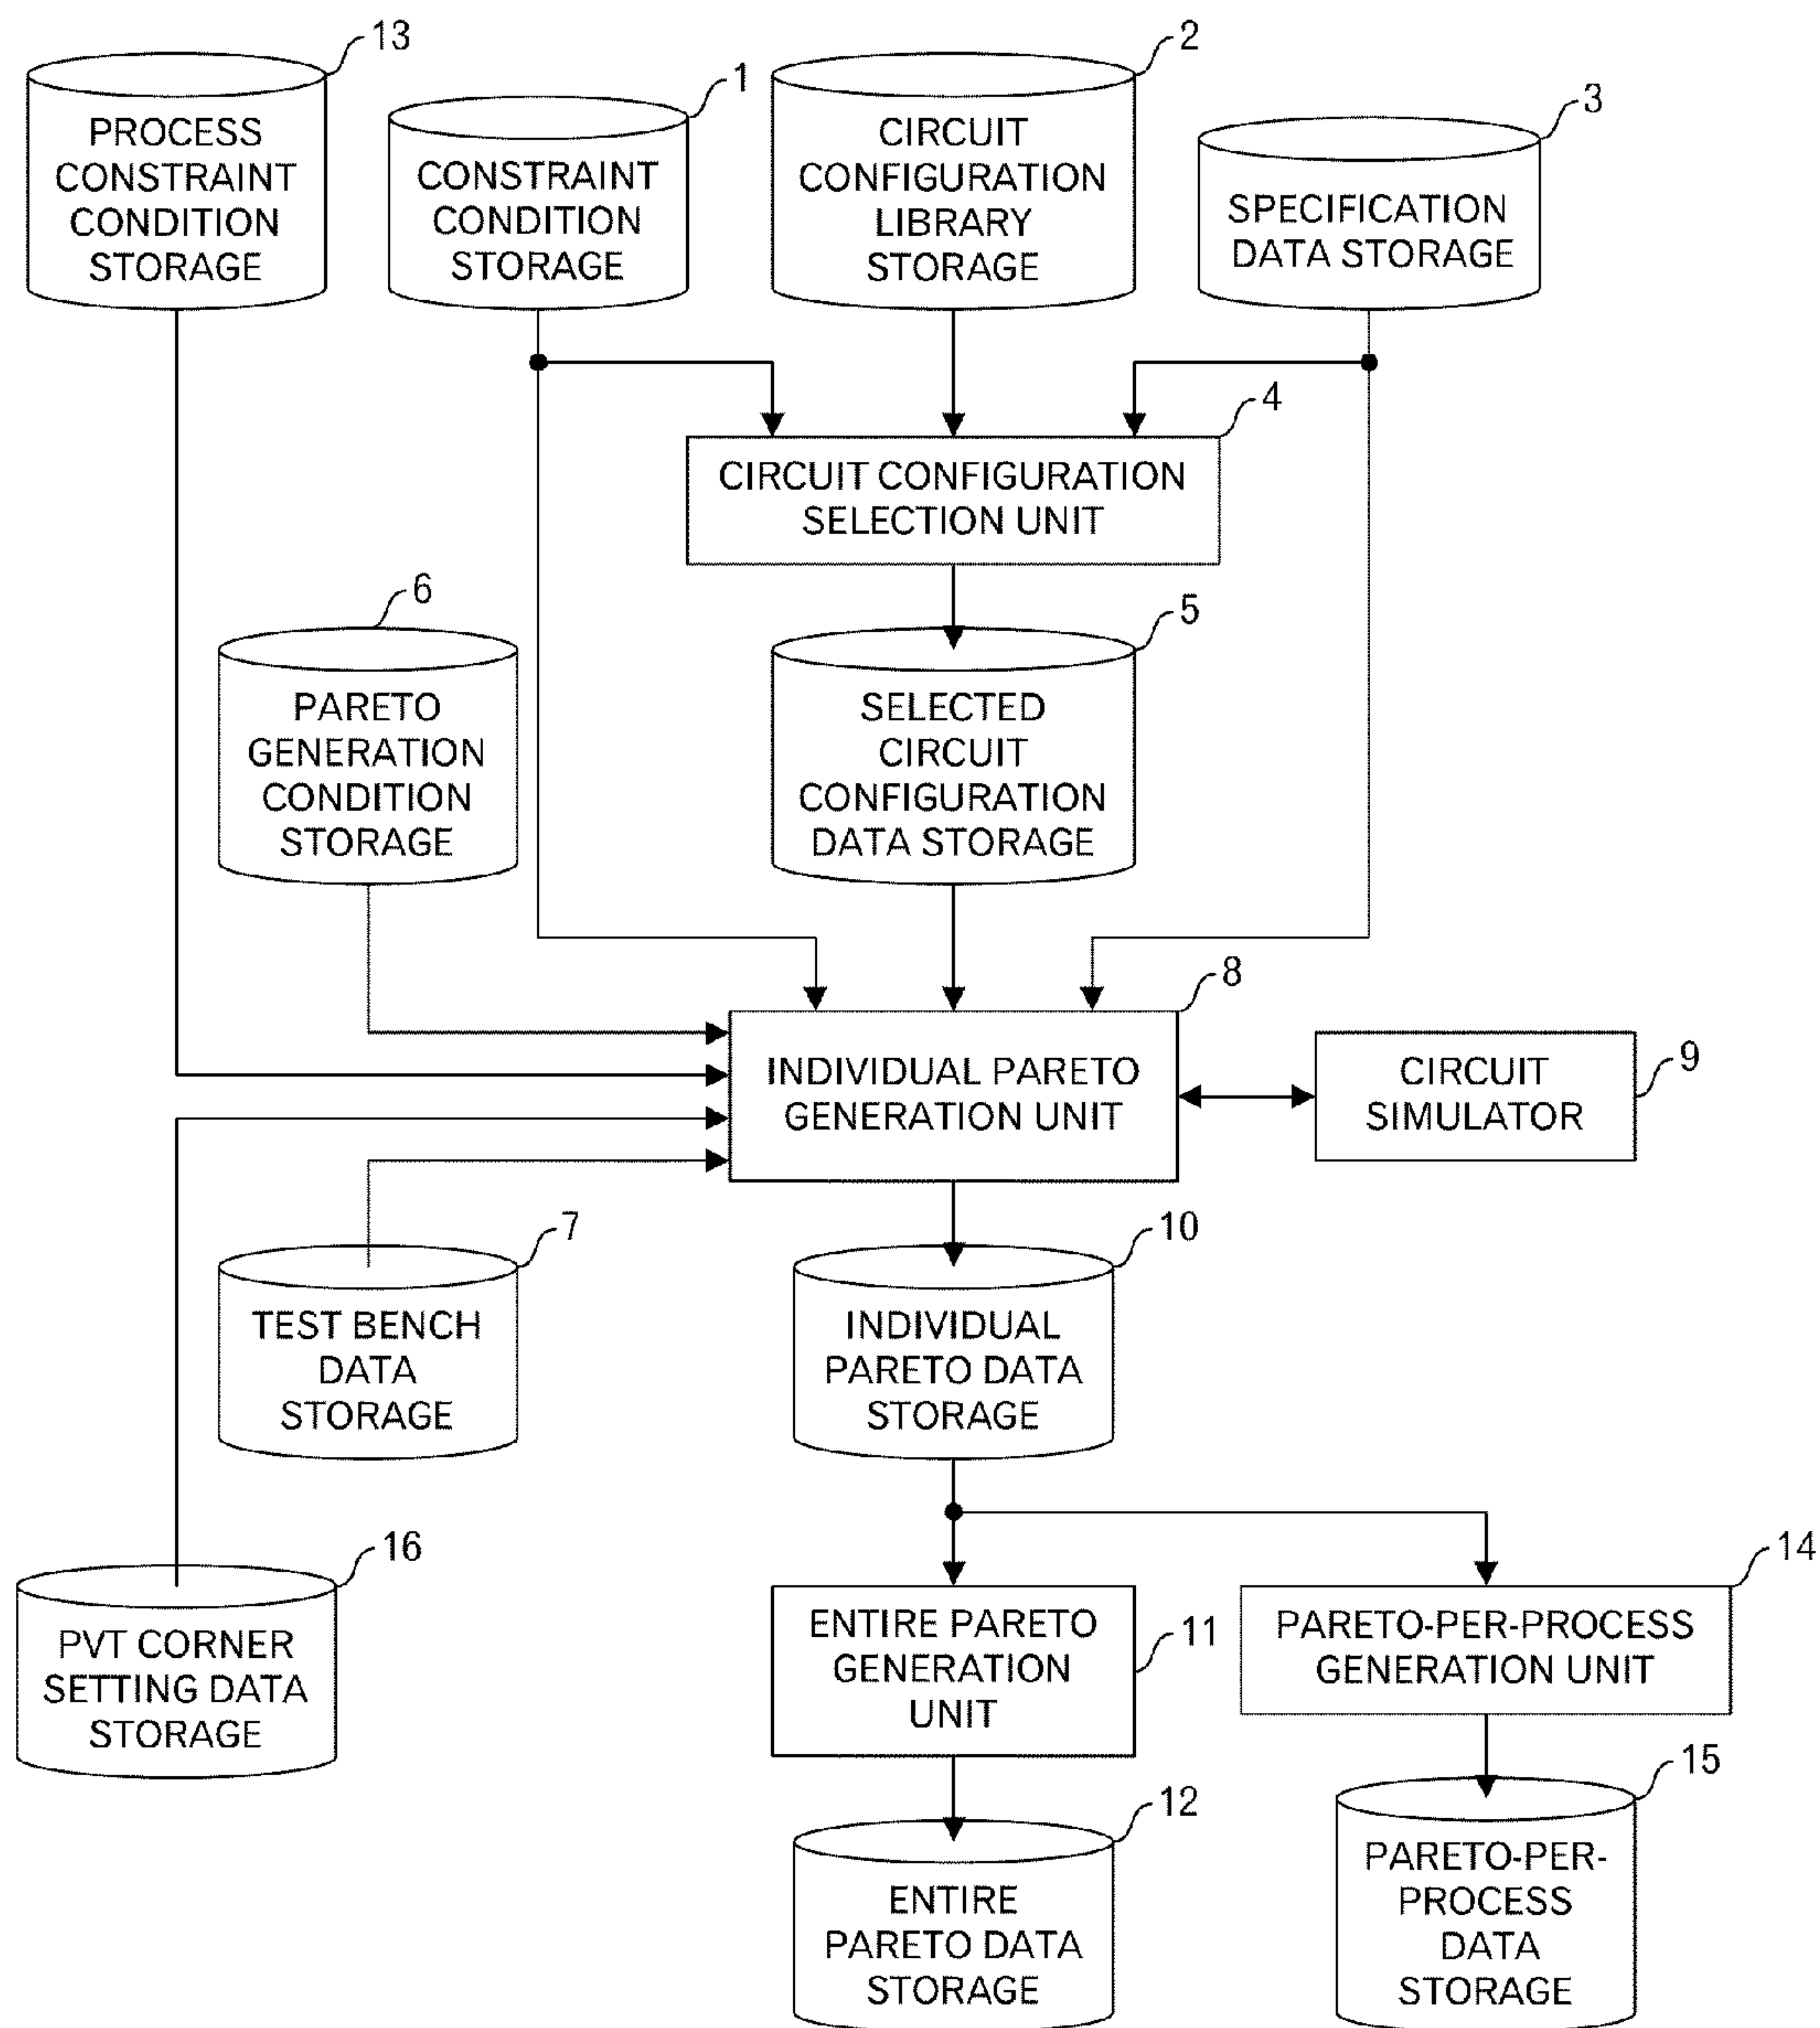 13
PROCESS
CONSTRAINT
CONDITION
STORAGE
1
CONSTRAINT
CONDITION
STORAGE
2
CIRCUIT
CONFIGURATION
LIBRARY
STORAGE
3
SPECIFICATION
DATA STORAGE
4
CIRCUIT CONFIGURATION
SELECTION UNIT
6
PARETO
GENERATION
CONDITION
STORAGE
5
SELECTED
CIRCUIT
CONFIGURATION
DATA STORAGE
8
INDIVIDUAL PARETO
GENERATION UNIT
9
CIRCUIT
SIMULATOR
7
TEST BENCH
DATA
STORAGE
10
INDIVIDUAL
PARETO DATA
STORAGE
16
PVT CORNER
SETTING DATA
STORAGE
11
ENTIRE PARETO
GENERATION
UNIT
14
PARETO-PER-PROCESS
GENERATION UNIT
12
ENTIRE
PARETO DATA
STORAGE
15
PARETO-PER-
PROCESS
DATA
STORAGE